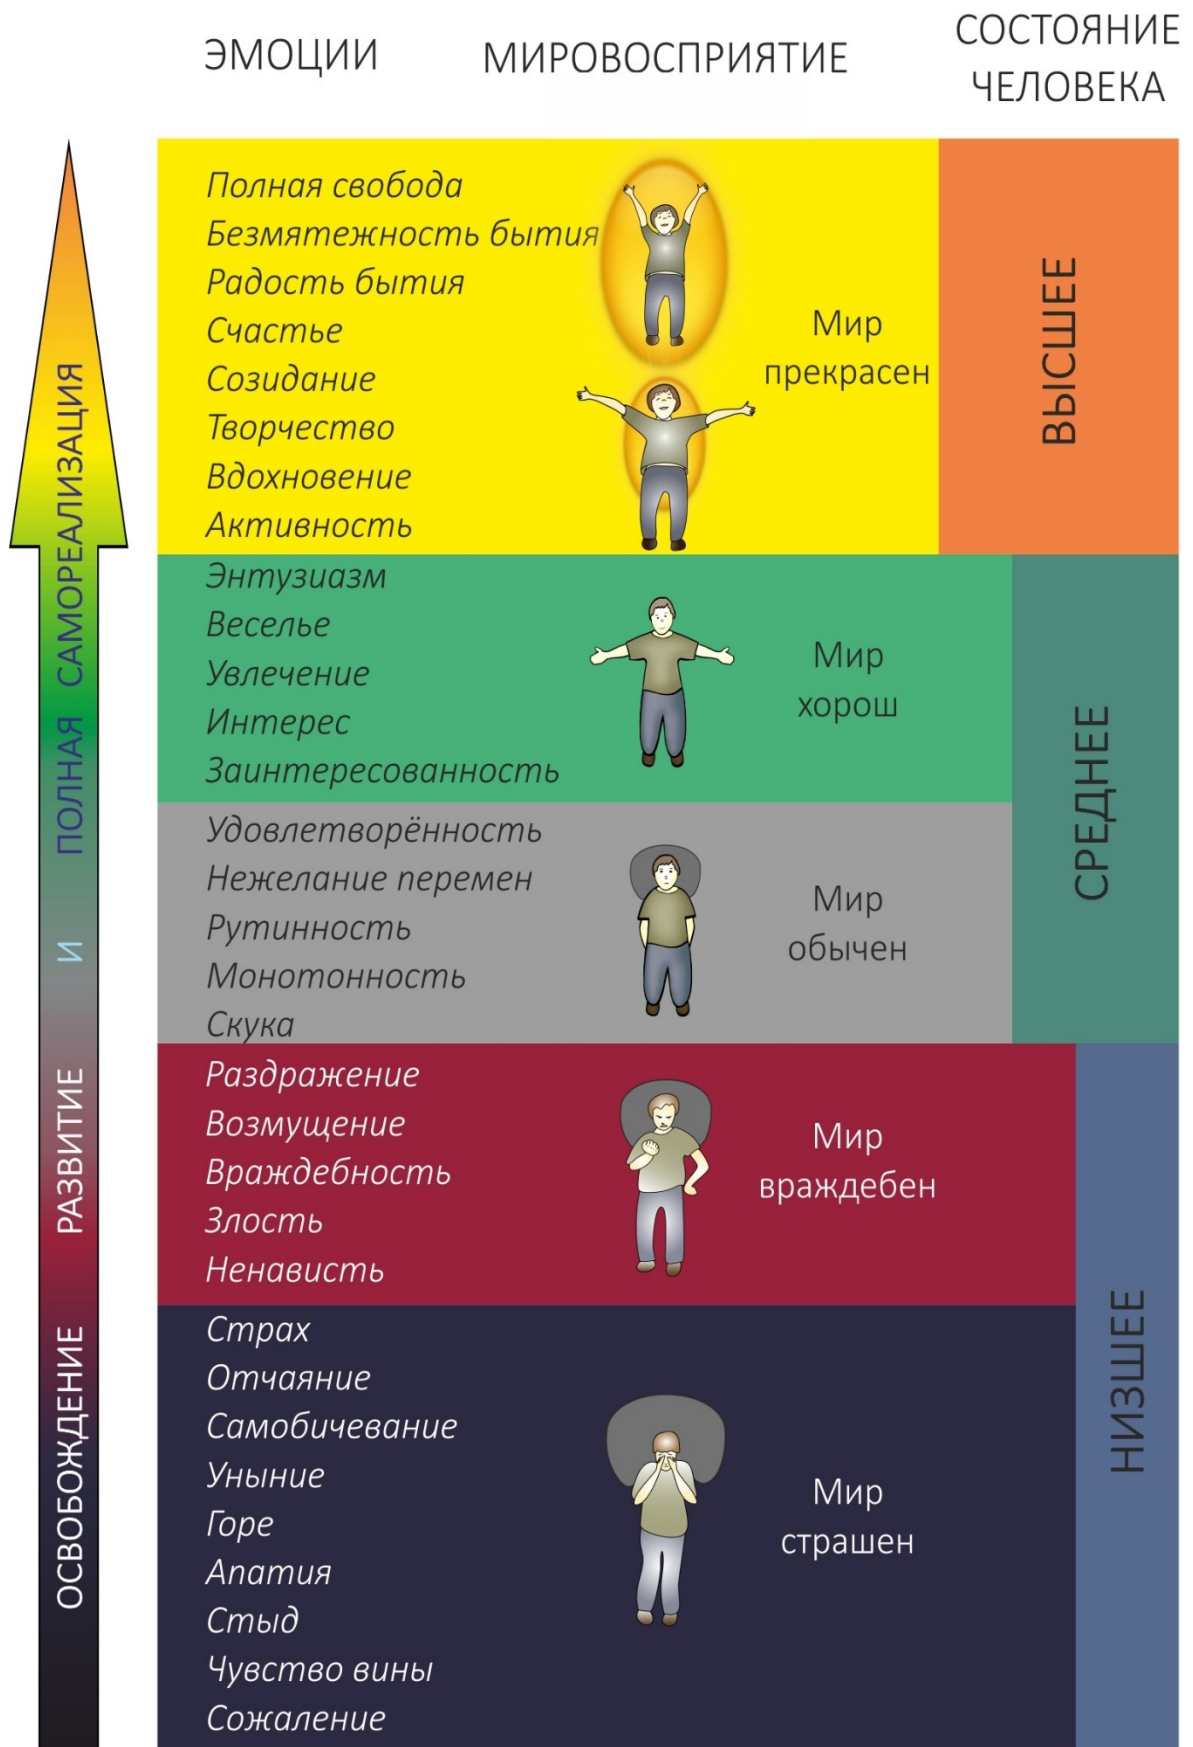 ЭМОЦИИ
МИРОВОСПРИЯТИЕ
СОСТОЯНИЕ
ЧЕЛОВЕКА
Полная свобода
Безмятежность бытия
Радость бытия
Счастье
Созидание
Творчество
Вдохновение
Активность
Мир
прекрасен
ВЫСШЕЕ
Энтузиазм
Веселье
Увлечение
Интерес
Заинтересованность
Мир
хорош
СРЕДНЕЕ
Удовлетворённость
Нежелание перемен
Рутинность
Монотонность
Скука
Мир
обычен
Раздражение
Возмущение
Враждебность
Злость
Ненависть
Мир
враждебен
НИЗШЕЕ
Страх
Отчаяние
Самобичевание
Уныние
Горе
Апатия
Стыд
Чувство вины
Сожаление
Мир
страшен
ОСВОБОЖДЕНИЕ РАЗВИТИЕ И ПОЛНАЯ САМОРЕАЛИЗАЦИЯ